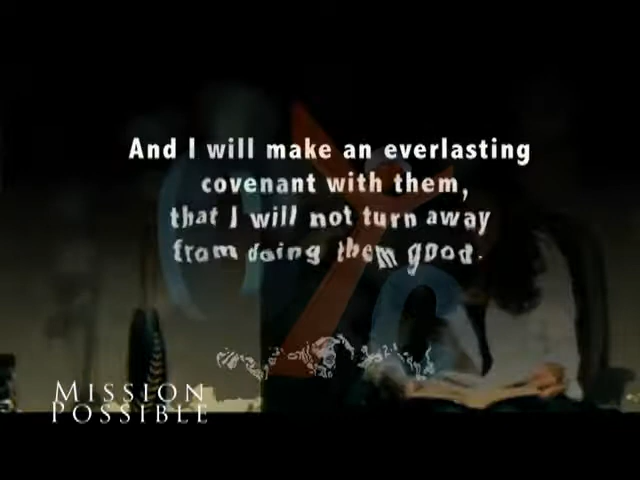 And I will make an everlasting
covenant with them,
that I will not turn away
from doing them good.
MISSION
POSSIBLE